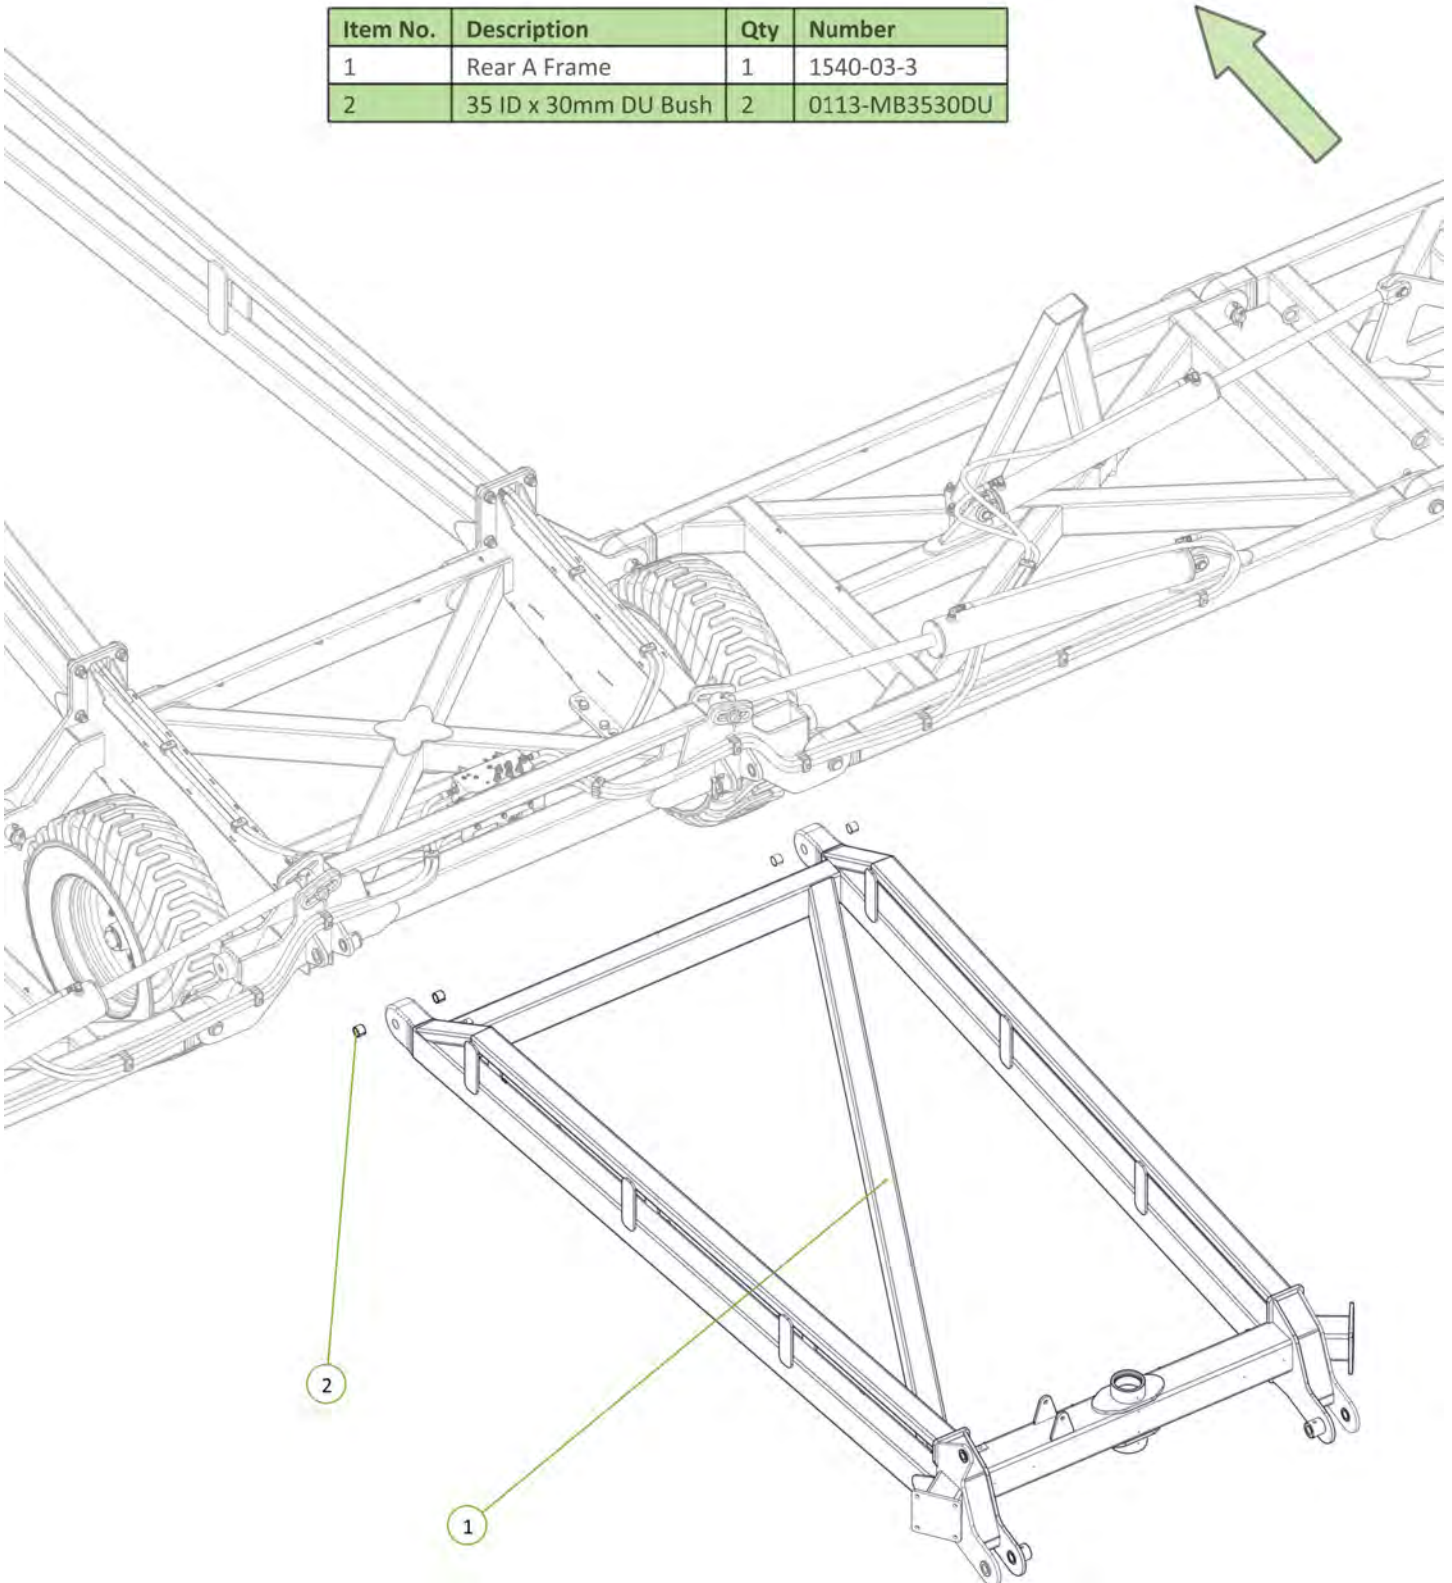 Item No. Description Qty Number
1 Rear A Frame 1 1540-03-3
2 35 ID x 30mm DU Bush 2 0113-MB3530DU
2
1